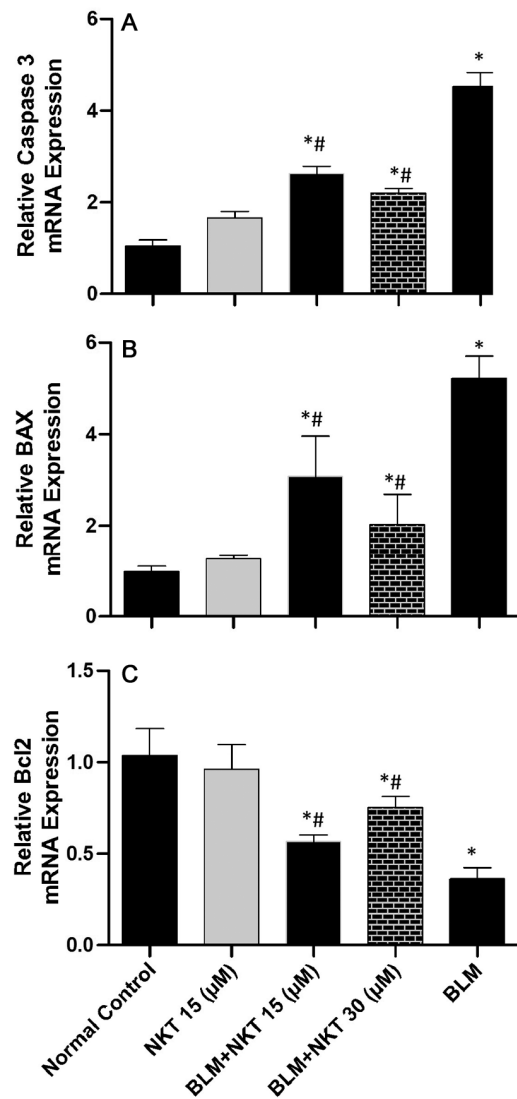 A
Relative Caspase 3
mRNA Expression
6
4
2
0
*#
*#
*
B
Relative BAX
mRNA Expression
6
4
2
0
*#
*#
*
C
Relative Bcl2
mRNA Expression
1.5
1.0
0.5
0.0
*#
*#
*
Normal Control
NKT 15 (µM)
BLM+NKT 15 (µM)
BLM+NKT 30 (µM)
BLM